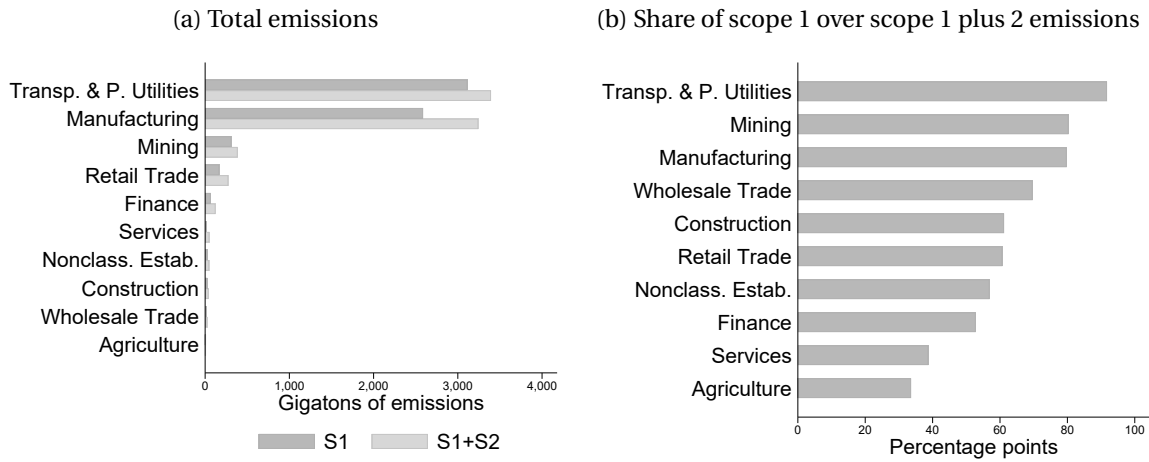 (a) Total emissions
Transp. & P. Utilities
Manufacturing
Mining
Retail Trade
Finance
Services
Nonclass. Estab.
Construction
Wholesale Trade
Agriculture
0 1,000 2,000 3,000 4,000
Gigatons of emissions
S1 S1+S2
(b) Share of scope 1 over scope 1 plus 2 emissions
Transp. & P. Utilities
Mining
Manufacturing
Wholesale Trade
Construction
Retail Trade
Nonclass. Estab.
Finance
Services
Agriculture
0 20 40 60 80 100
Percentage points